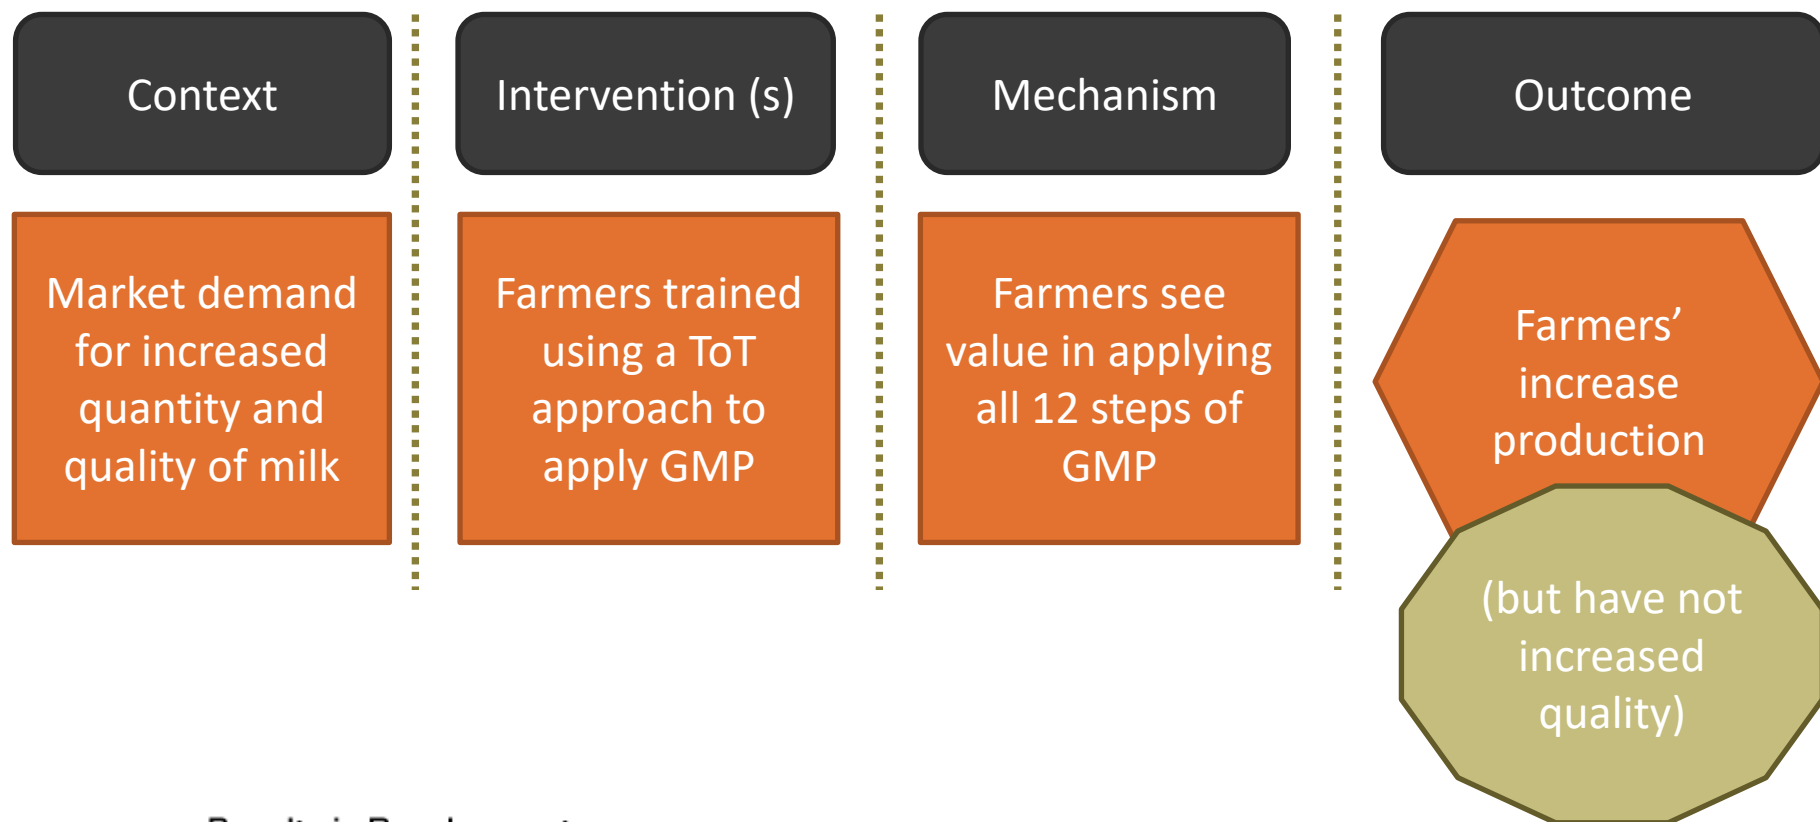 Context
Intervention (s)
Mechanism
Outcome
Market demand
for increased
quantity and
quality of milk
Farmers trained
using a ToT
approach to
apply GMP
Farmers see
value in applying
all 12 steps of
GMP
Farmers’
increase
production
(but have not
increased
quality)